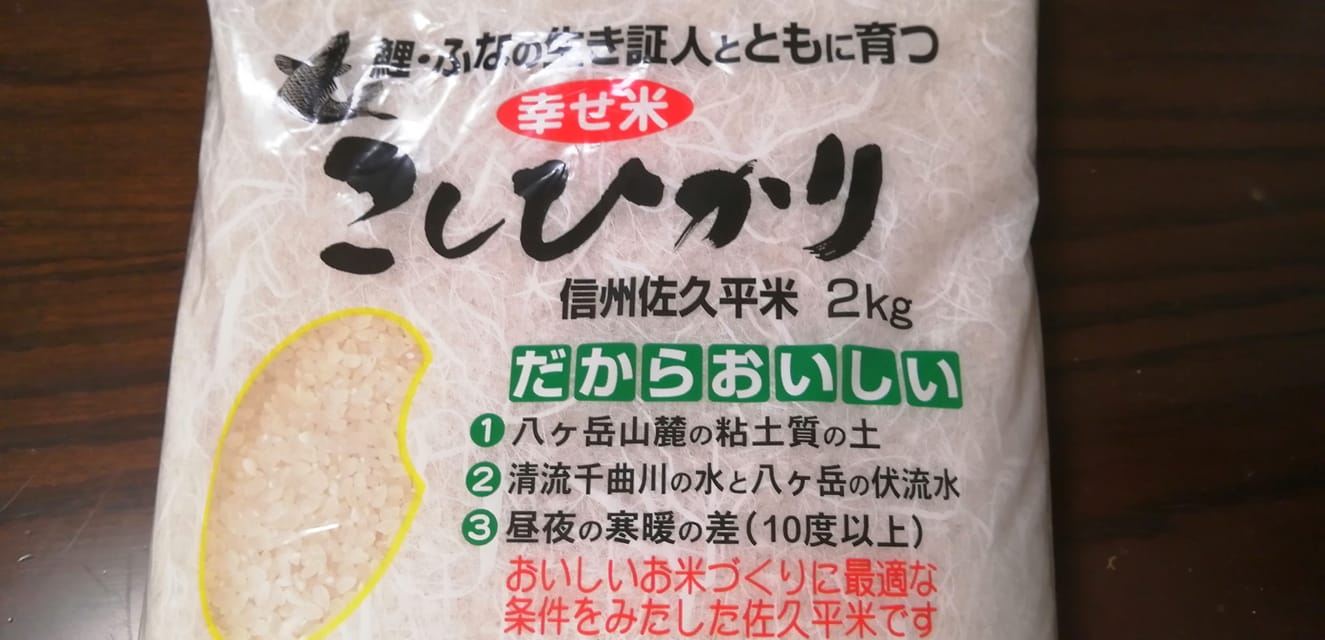 鯉・ふなの生き証人とともに育つ
幸せ米
こしひかり
信州佐久平米 2kg
だからおいしい
1 八ヶ岳山麓の粘土質の土
2 清流千曲川の水と八ヶ岳の伏流水
3 昼夜の寒暖の差(10度以上)
おいしいお米づくりに最適な
条件をみたした佐久平米です